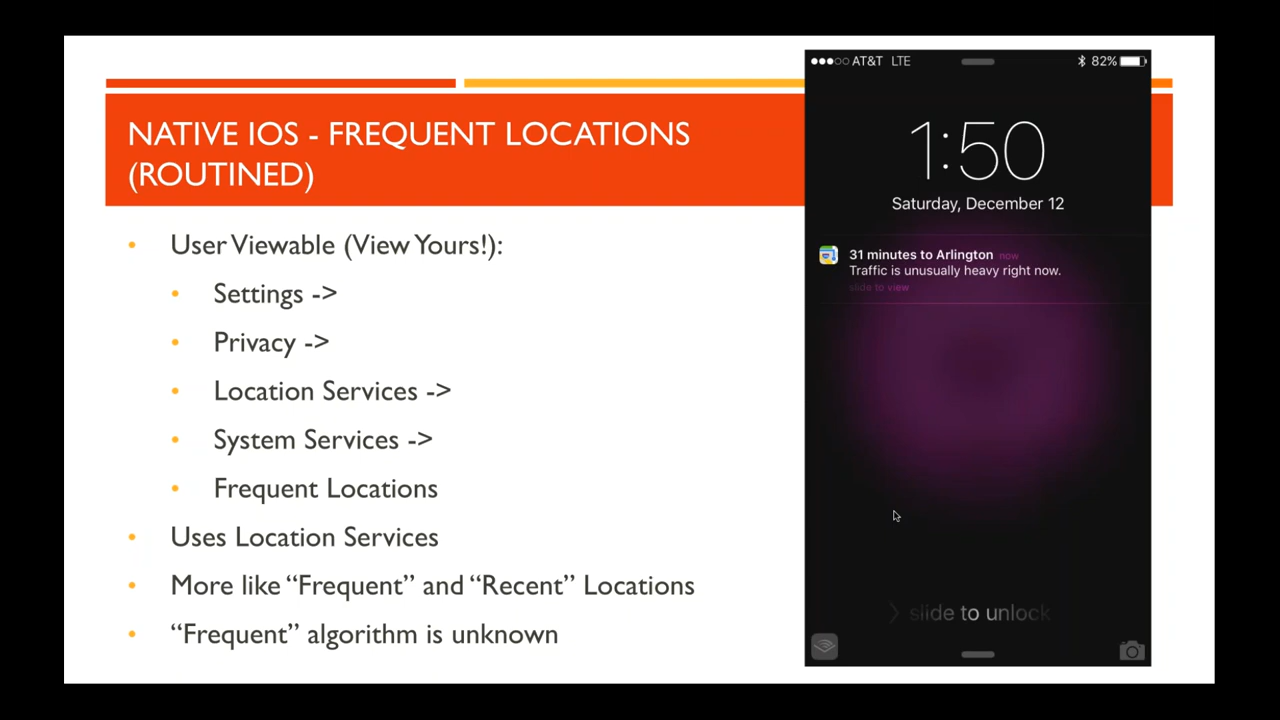 NATIVE IOS - FREQUENT LOCATIONS
(ROUTINED)
User Viewable (View Yours!):
Settings ->
Privacy ->
Location Services ->
System Services ->
Frequent Locations
Uses Location Services
More like “Frequent” and “Recent” Locations
“Frequent” algorithm is unknown
AT&T LTE 82%
1:50
Saturday, December 12
31 minutes to Arlington now
Traffic is unusually heavy right now.
slide to view
slide to unlock